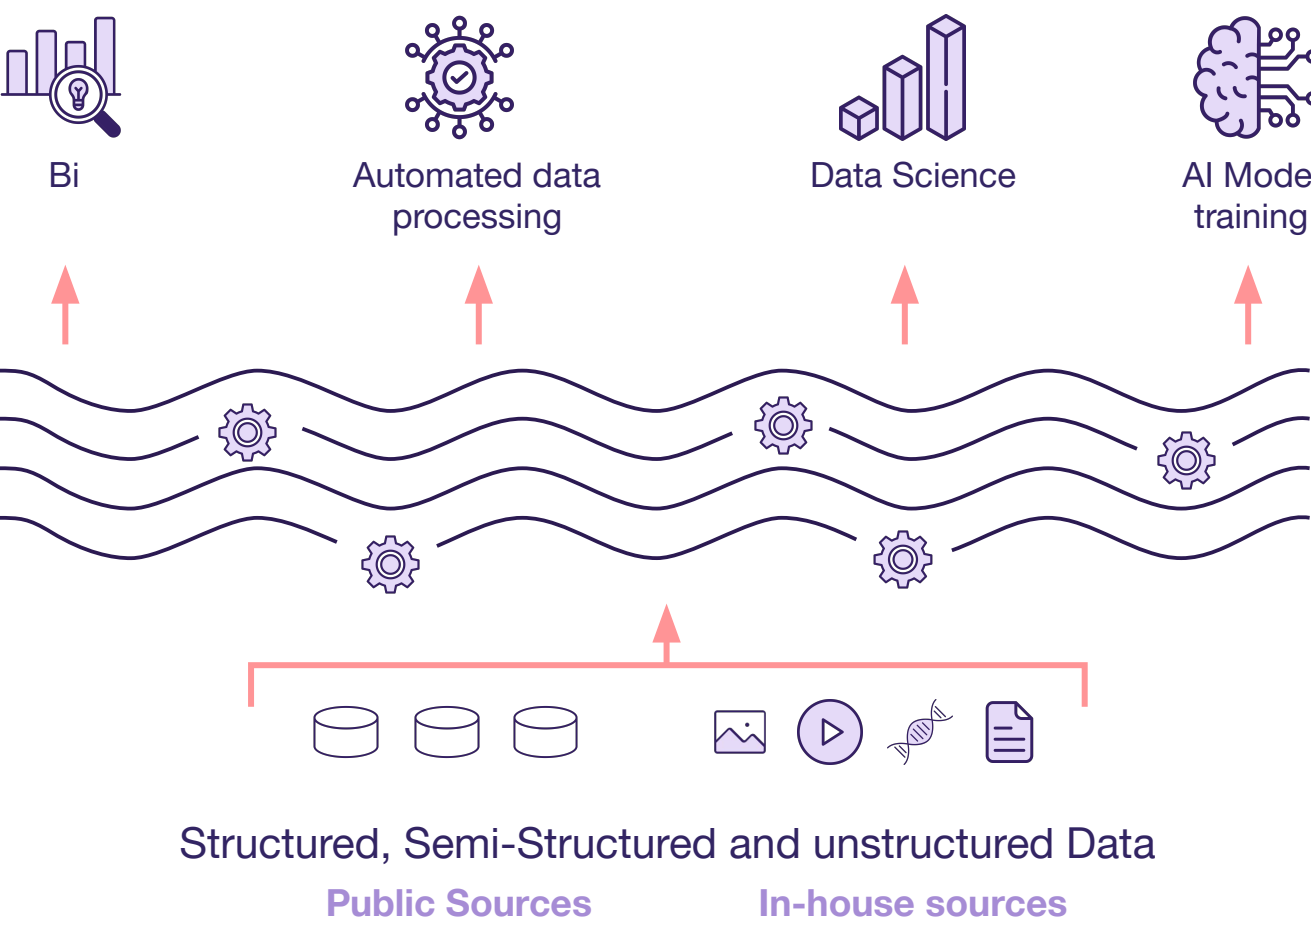 Bi
Automated data
processing
Data Science
AI Mode
training
Structured, Semi-Structured and unstructured Data
Public Sources
In-house sources